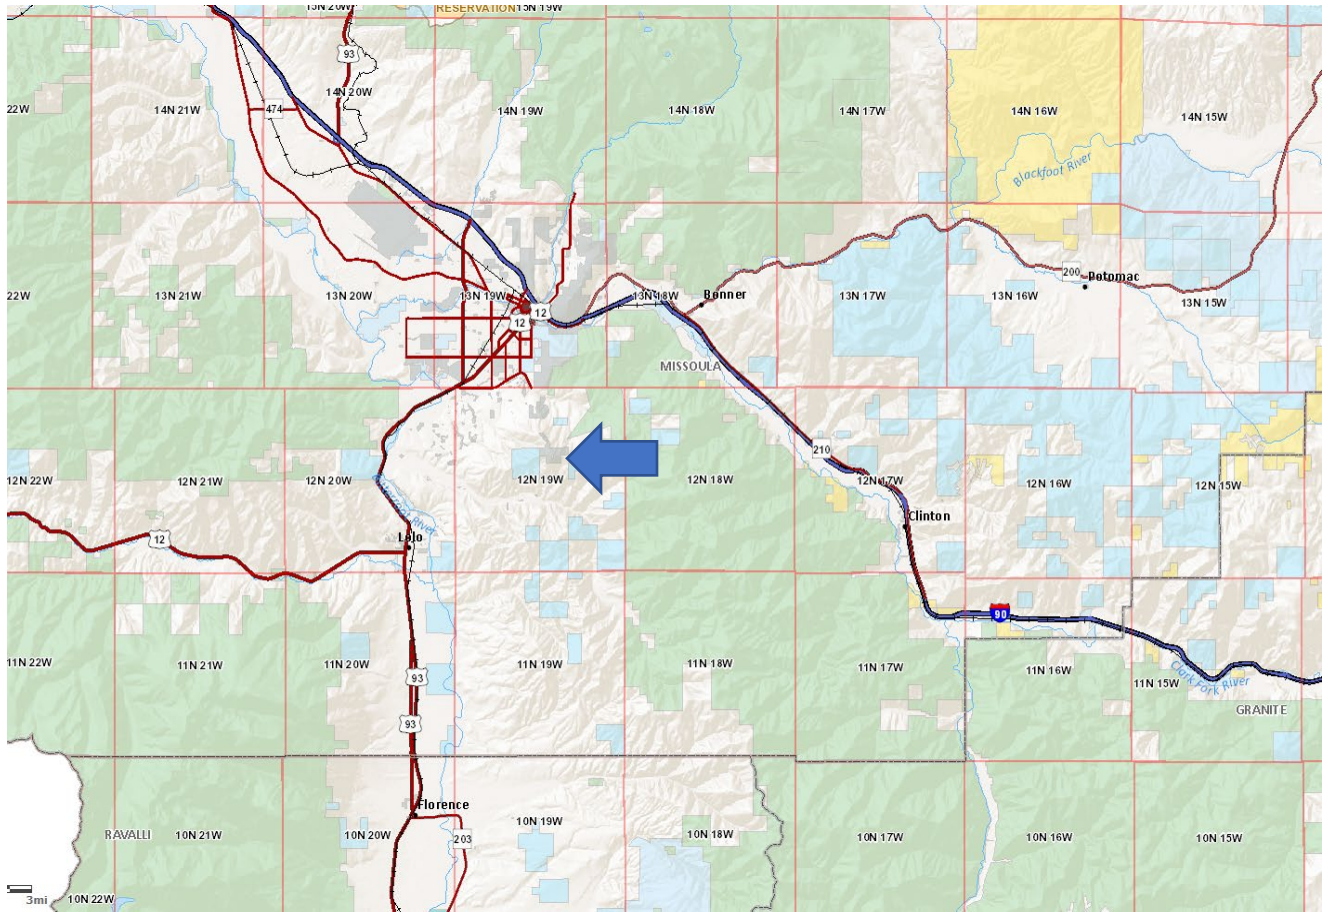 15N 20W
RESERVATION
15N 19W
93
22W
14N 21W
474
14N 20W
14N 19W
14N 18W
14N 17W
14N 16W
14N 15W
Blackfoot River
22W
13N 21W
13N 20W
13N 19W
12
12
13N 18W
Bonner
13N 17W
13N 16W
200
Potomac
13N 15W
MISSOULA
210
12N 22W
12N 21W
12N 20W
12N 19W
12N 18W
12N 17W
12N 16W
12N 15W
River
Clinton
12
Lolo
90
11N 22W
11N 21W
11N 20W
93
11N 19W
11N 18W
11N 17W
11N 16W
11N 15W
Clark Fork River
93
GRANITE
Florence
RAVALLI
10N 21W
10N 20W
203
10N 19W
10N 18W
10N 17W
10N 16W
10N 15W
3mi
10N 22W